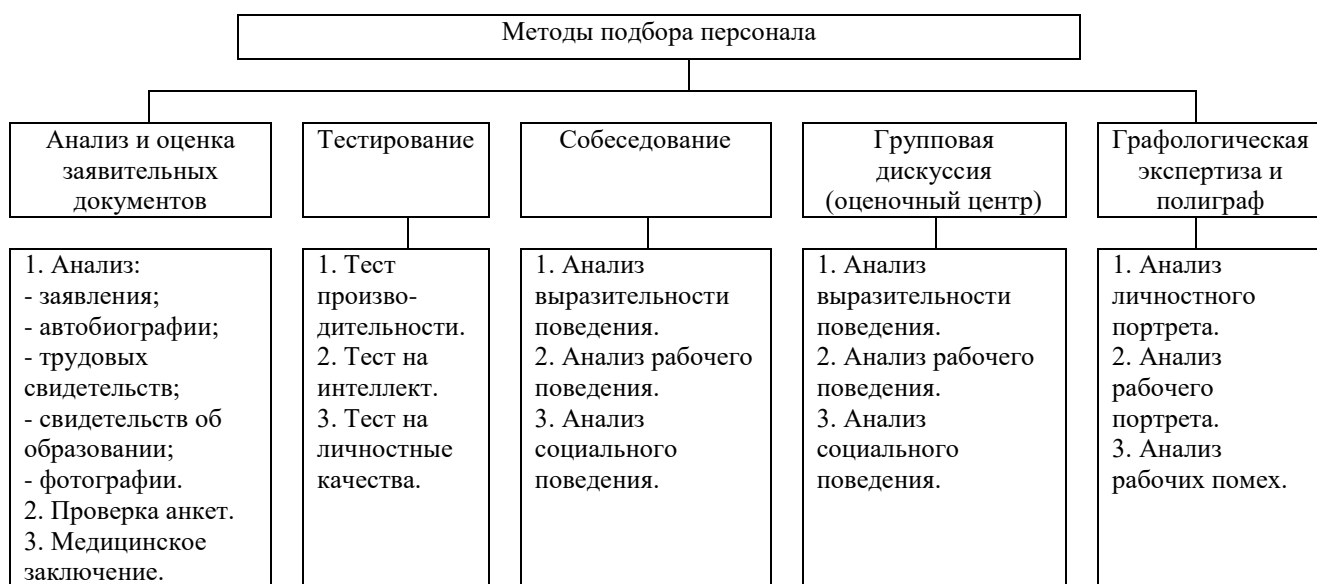 Методы подбора персонала
Анализ и оценка
заявительных
документов
Тестирование
Собеседование
Групповая
дискуссия
(оценочный центр)
Графологическая
экспертиза и
полиграф
1. Анализ:
- заявления;
- автобиографии;
- трудовых
свидетельств;
- свидетельств об
образовании;
- фотографии.
2. Проверка анкет.
3. Медицинское
заключение.
1. Тест
произво-
дительности.
2. Тест на
интеллект.
3. Тест на
личностные
качества.
1. Анализ
выразительности
поведения.
2. Анализ рабочего
поведения.
3. Анализ
социального
поведения.
1. Анализ
выразительности
поведения.
2. Анализ рабочего
поведения.
3. Анализ
социального
поведения.
1. Анализ
личностного
портрета.
2. Анализ
рабочего
портрета.
3. Анализ
рабочих помех.